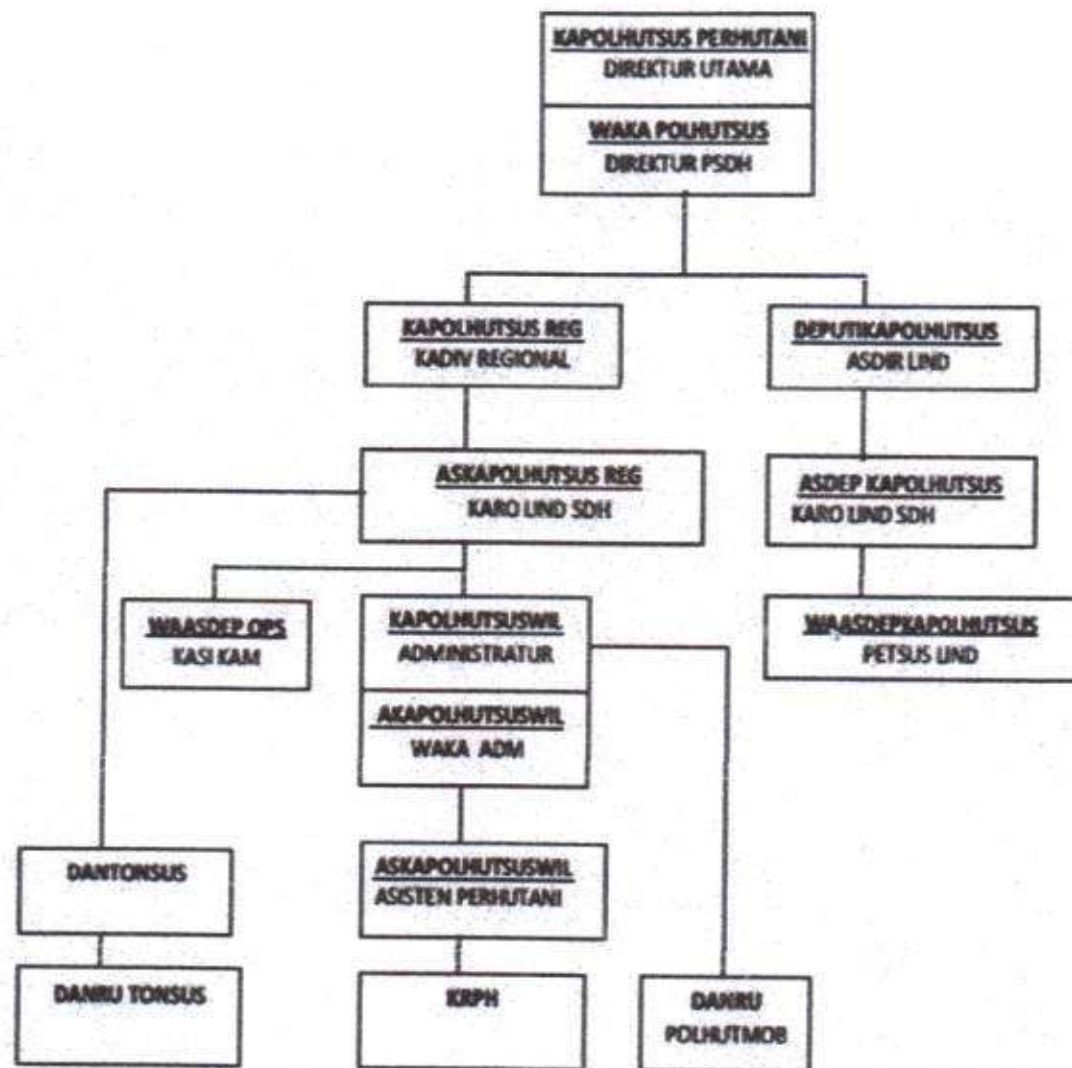 KAPOLHUTSUS PERHUTANI
DIREKTUR UTAMA
WAKA POLHUTSUS
DIREKTUR PSDH
KAPOLHUTSUS REG
KADIV REGIONAL
DEPUTIKAPOLHUTSUS
ASDIR LIND
ASKAPOLHUTSUS REG
KARO LIND SDH
ASDEP KAPOLHUTSUS
KARO LIND SDH
WAASDEP OPS
KASI KAM
KAPOLHUTSUSWIL
ADMINISTRATUR
WAASDEPKAPOLHUTSUS
PETSUS LIND
AKAPOLHUTSUSWIL
WAKA ADM
DANTONSUS
ASKAPOLHUTSUSWIL
ASISTEN PERHUTANI
DANRU TONSUS
KRPH
DANRU
POLHUTMOB